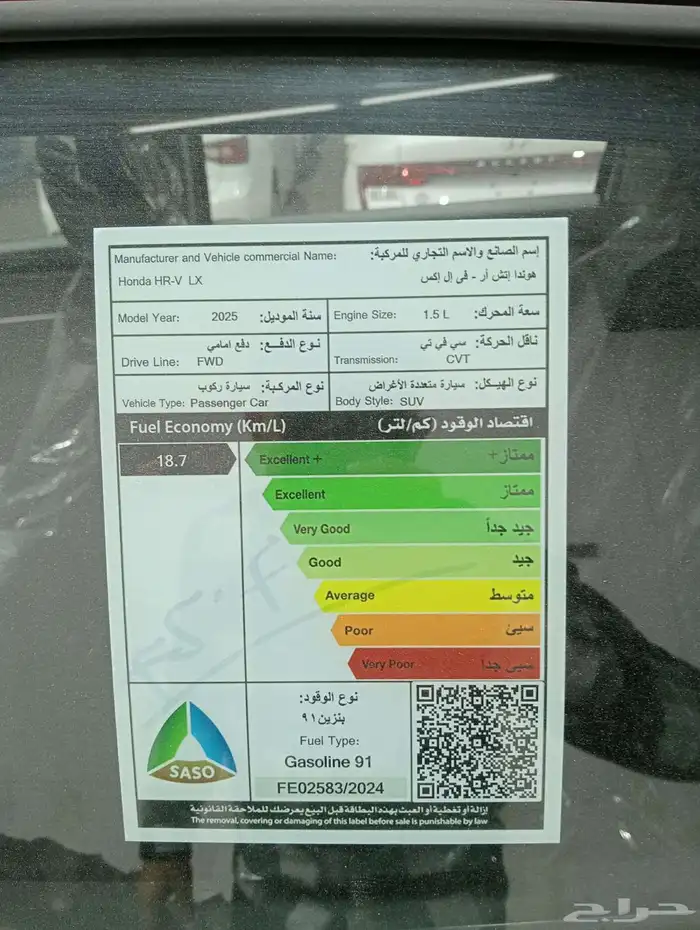 إسم الصانع والاسم التجاري للمركبة:
Manufacturer and Vehicle commercial Name:
هوندا إتش أر - في إل إكس
Honda HR-V LX
Model Year: 2025 سنة الموديل:
Engine Size: 1.5 L سعة المحرك:
نوع الدفع: دفع امامي
Drive Line: FWD
ناقل الحركة: سي في تي
Transmission: CVT
نوع المركبة: سيارة ركوب
Vehicle Type: Passenger Car
نوع الهيكل: سيارة متعددة الأغراض
Body Style: SUV
Fuel Economy (Km/L) اقتصاد الوقود (كم/لتر)
18.7
Excellent + ممتاز+
Excellent ممتاز
Very Good جيد جداً
Good جيد
Average متوسط
Poor سيئ
Very Poor سيئ جداً
SASO
نوع الوقود:
بنزين٩١
Fuel Type:
Gasoline 91
FE02583/2024
إزالة أو تغطية أو العبث بهذه البطاقة قبل البيع يعرضك للملاحقة القانونية
The removal, covering or damaging of this label before sale is punishable by law
ACCENT
حراج